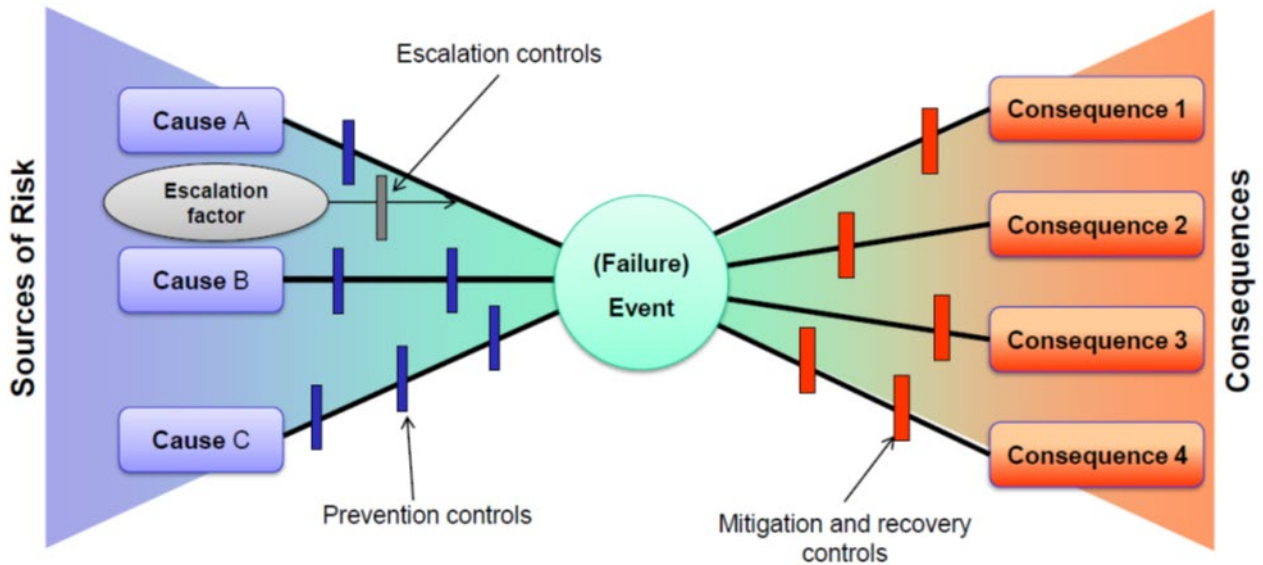 Sources of Risk
Escalation controls
Cause A
Escalation
factor
Cause B
Cause C
Prevention controls
(Failure)
Event
Consequence 1
Consequence 2
Consequence 3
Consequence 4
Mitigation and recovery
controls
Consequences